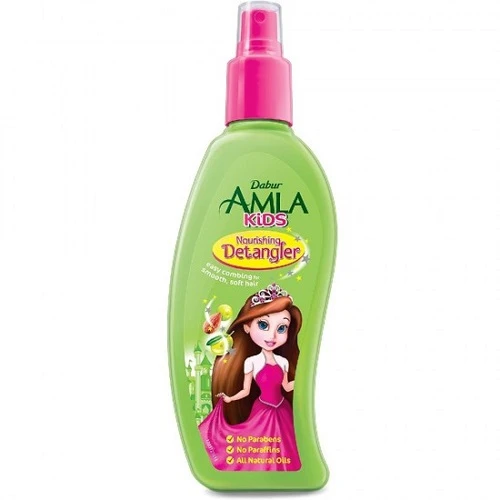 Dabur
AMLA
KiDS
Nourishing
Detangler
easy combing for
smooth, soft hair
No Parabens
No Paraffins
All Natural Oils